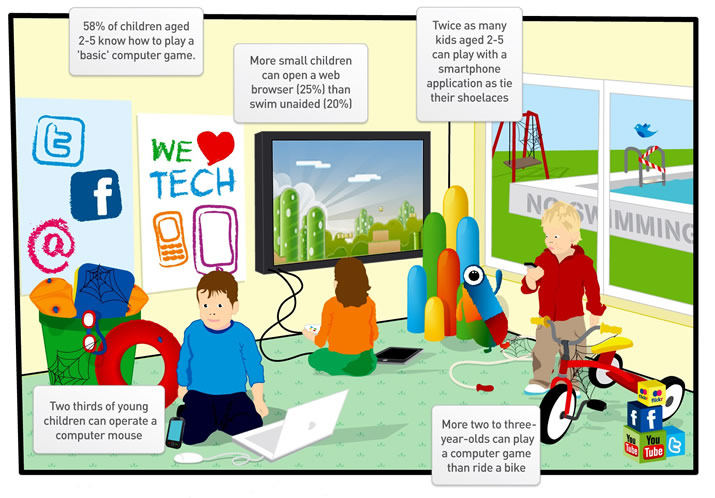 58% of children aged
2-5 know how to play a
'basic' computer game.
More small children
can open a web
browser (25%) than
swim unaided (20%)
Twice as many
kids aged 2-5
can play with a
smartphone
application as tie
their shoelaces
t
f
@
WE
TECH
NO SWIMMING
Two thirds of young
children can operate a
computer mouse
More two to three-
year-olds can play
a computer game
than ride a bike
flickr
flickr
f
f
You
Tube
You
Tube
t